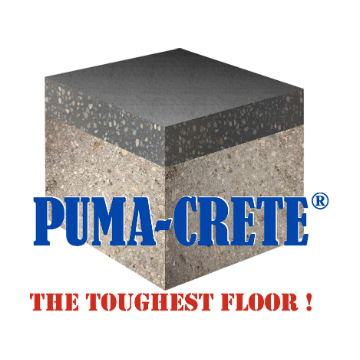 PUMA-CRETE®
THE TOUGHEST FLOOR !